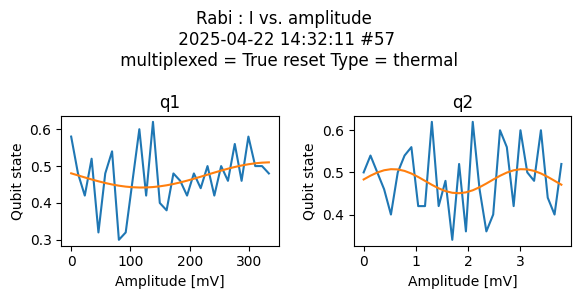 Rabi : I vs. amplitude
2025-04-22 14:32:11 #57
multiplexed = True reset Type = thermal
q1
q2
Qubit state
0.6
0.5
0.4
0.3
0
100
200
300
Amplitude [mV]
Qubit state
0.6
0.5
0.4
0
1
2
3
Amplitude [mV]